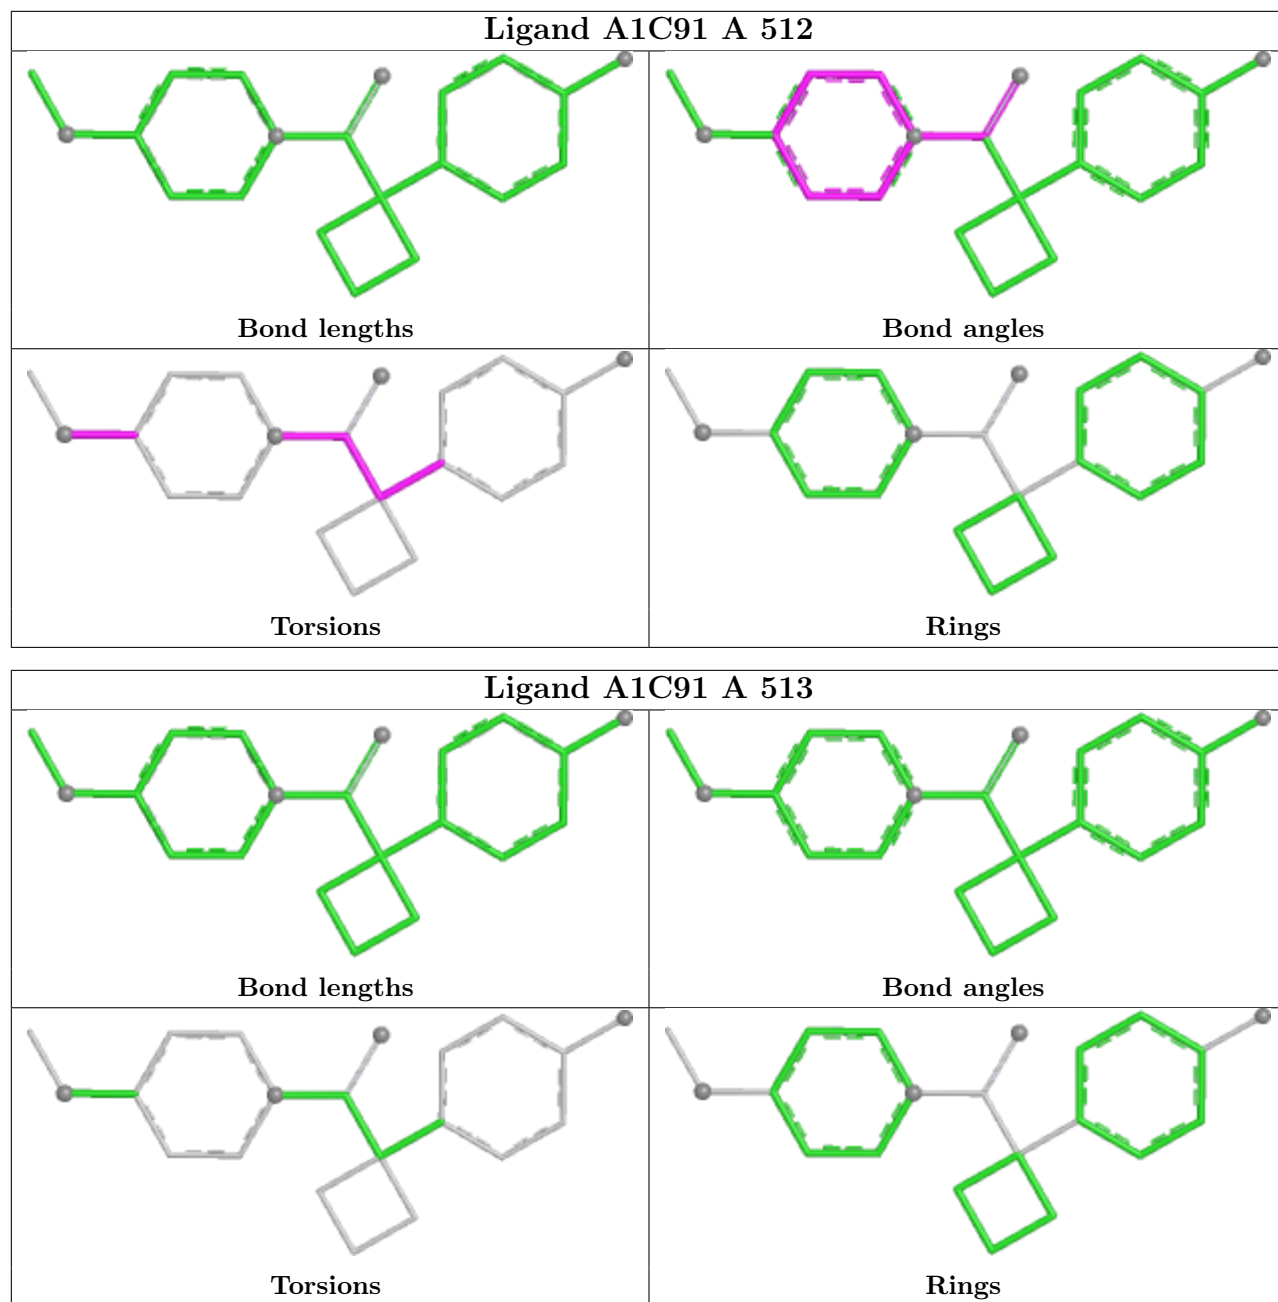 Ligand A1C91 A 512
Bond lengths
Bond angles
Torsions
Rings
Ligand A1C91 A 513
Bond lengths
Bond angles
Torsions
Rings